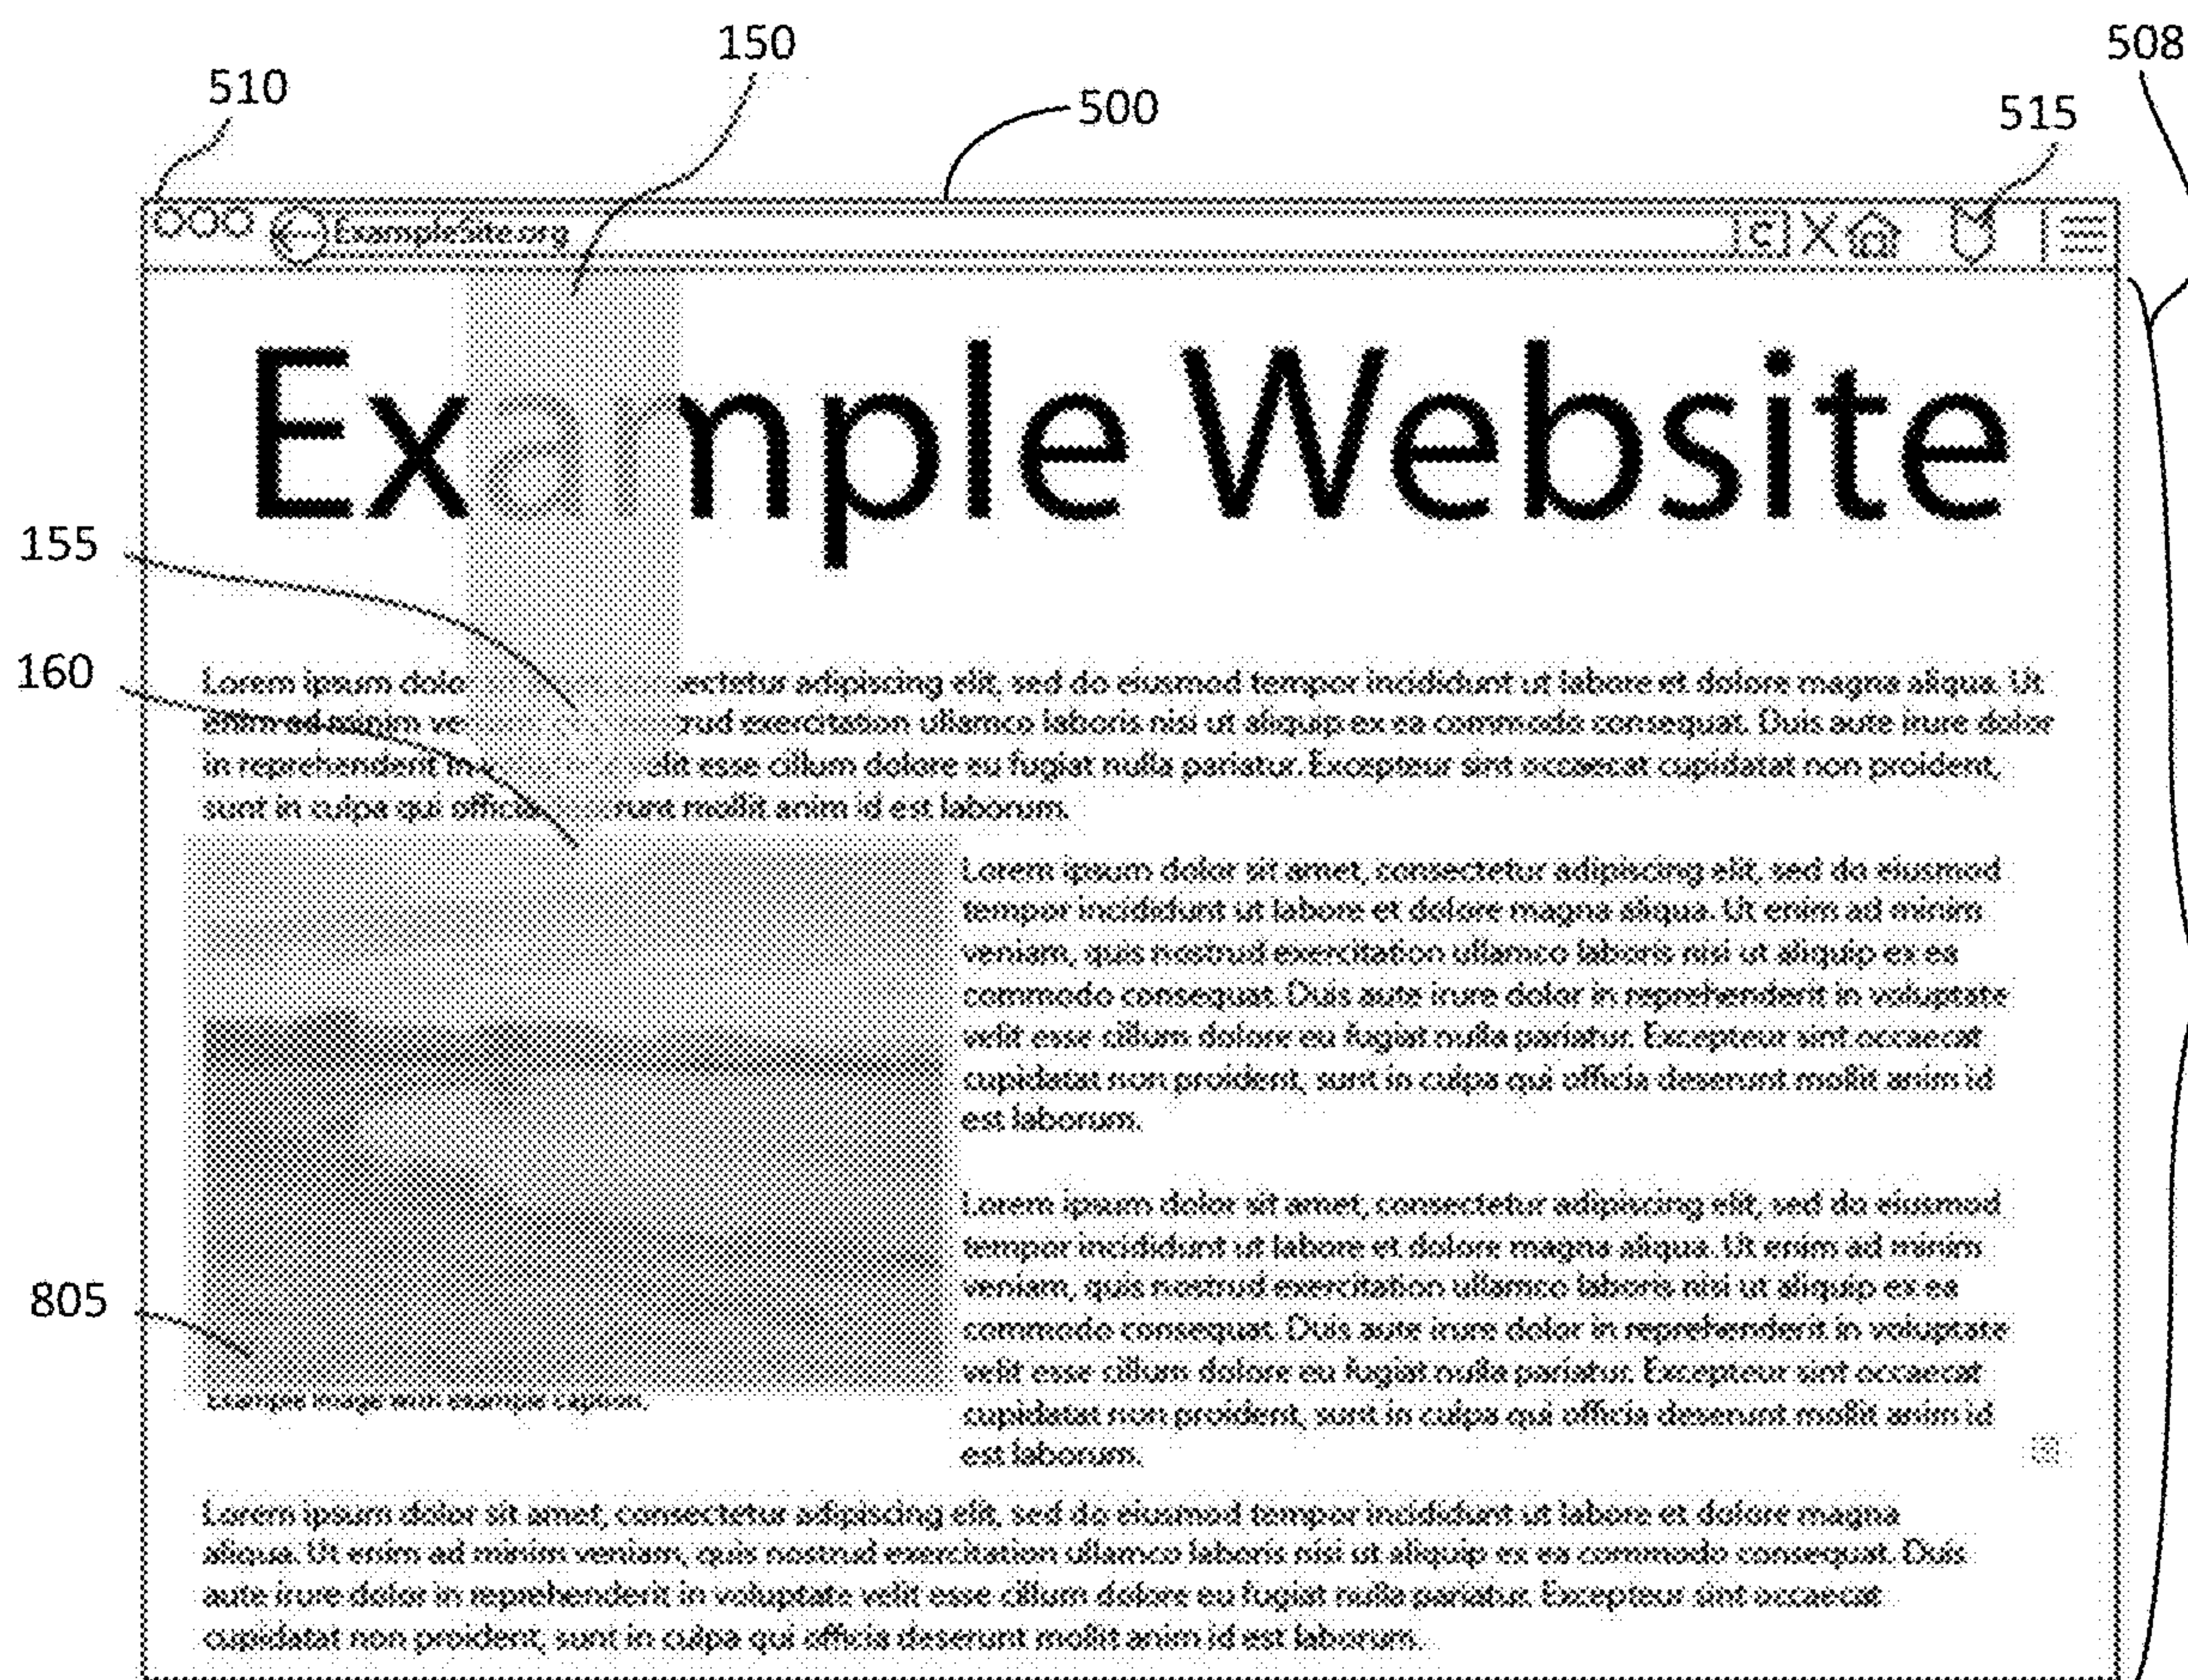 150
508
510
500
515
ExampleSite.org
C
Example Website
155
160
Lorem ipsum dolo ectetur adipiscing elit, sed do eiusmod tempor incididunt ut labore et dolore magna aliqua. Ut
enim ad minim ve rud exercitation ullamco laboris nisi ut aliquip ex ea commodo consequat. Duis aute irure dolor
in reprehenderit in elit esse cillum dolore eu fugiat nulla pariatur. Excepteur sint occaecat cupidatat non proident,
sunt in culpa qui officia runt mollit anim id est laborum.
Lorem ipsum dolor sit amet, consectetur adipiscing elit, sed do eiusmod
tempor incididunt ut labore et dolore magna aliqua. Ut enim ad minim
veniam, quis nostrud exercitation ullamco laboris nisi ut aliquip ex ea
commodo consequat. Duis aute irure dolor in reprehenderit in voluptate
velit esse cillum dolore eu fugiat nulla pariatur. Excepteur sint occaecat
cupidatat non proident, sunt in culpa qui officia deserunt mollit anim id
est laborum.
Lorem ipsum dolor sit amet, consectetur adipiscing elit, sed do eiusmod
tempor incididunt ut labore et dolore magna aliqua. Ut enim ad minim
veniam, quis nostrud exercitation ullamco laboris nisi ut aliquip ex ea
commodo consequat. Duis aute irure dolor in reprehenderit in voluptate
velit esse cillum dolore eu fugiat nulla pariatur. Excepteur sint occaecat
cupidatat non proident, sunt in culpa qui officia deserunt mollit anim id
est laborum.
805
Example image with example caption.
Lorem ipsum dolor sit amet, consectetur adipiscing elit, sed do eiusmod tempor incididunt ut labore et dolore magna
aliqua. Ut enim ad minim veniam, quis nostrud exercitation ullamco laboris nisi ut aliquip ex ea commodo consequat. Duis
aute irure dolor in reprehenderit in voluptate velit esse cillum dolore eu fugiat nulla pariatur. Excepteur sint occaecat
cupidatat non proident, sunt in culpa qui officia deserunt mollit anim id est laborum.